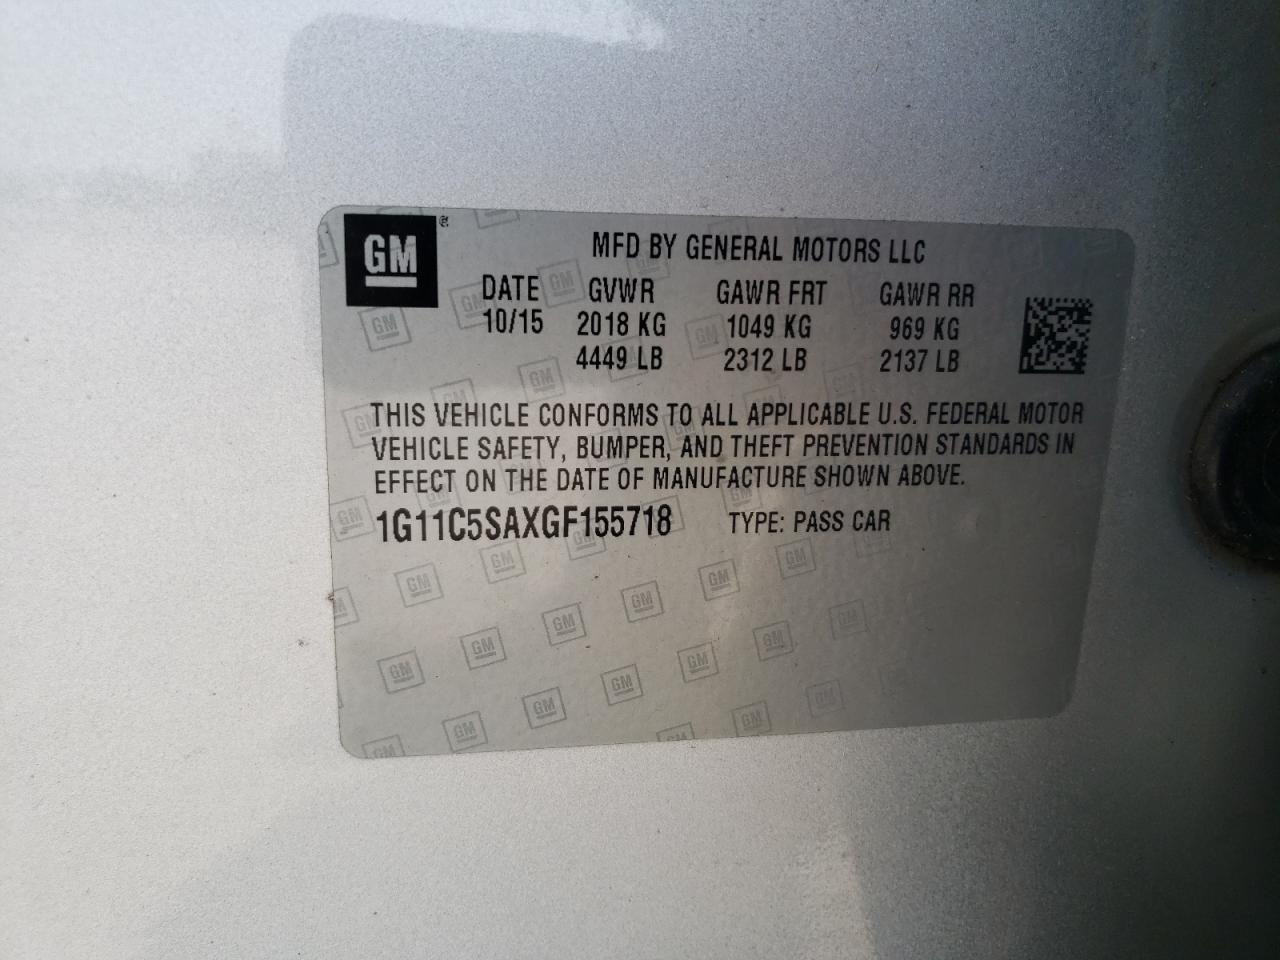 GM ®
MFD BY GENERAL MOTORS LLC
DATE GVWR GAWR FRT GAWR RR
10/15 2018 KG 1049 KG 969 KG
4449 LB 2312 LB 2137 LB
THIS VEHICLE CONFORMS TO ALL APPLICABLE U.S. FEDERAL MOTOR
VEHICLE SAFETY, BUMPER, AND THEFT PREVENTION STANDARDS IN
EFFECT ON THE DATE OF MANUFACTURE SHOWN ABOVE.
1G11C5SAXGF155718 TYPE: PASS CAR